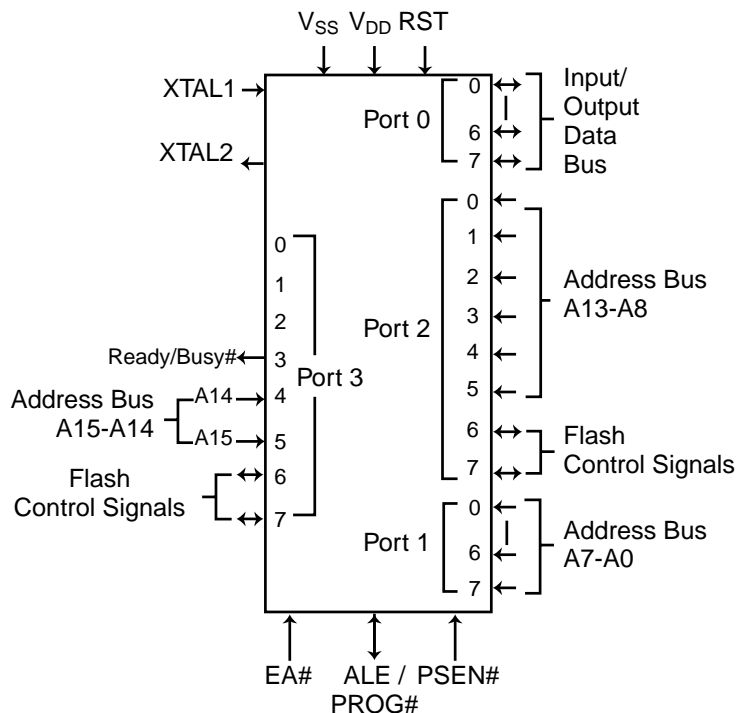 VSS VDD RST
XTAL1
XTAL2
Port 0
0
6
7
Input/
Output
Data
Bus
Port 2
0
1
2
3
4
5
6
7
Address Bus
A13-A8
Flash
Control Signals
Port 3
0
1
2
3
4
5
6
7
Ready/Busy#
Address Bus
A15-A14
A14
A15
Flash
Control Signals
Port 1
0
6
7
Address Bus
A7-A0
EA#
ALE /
PROG#
PSEN#